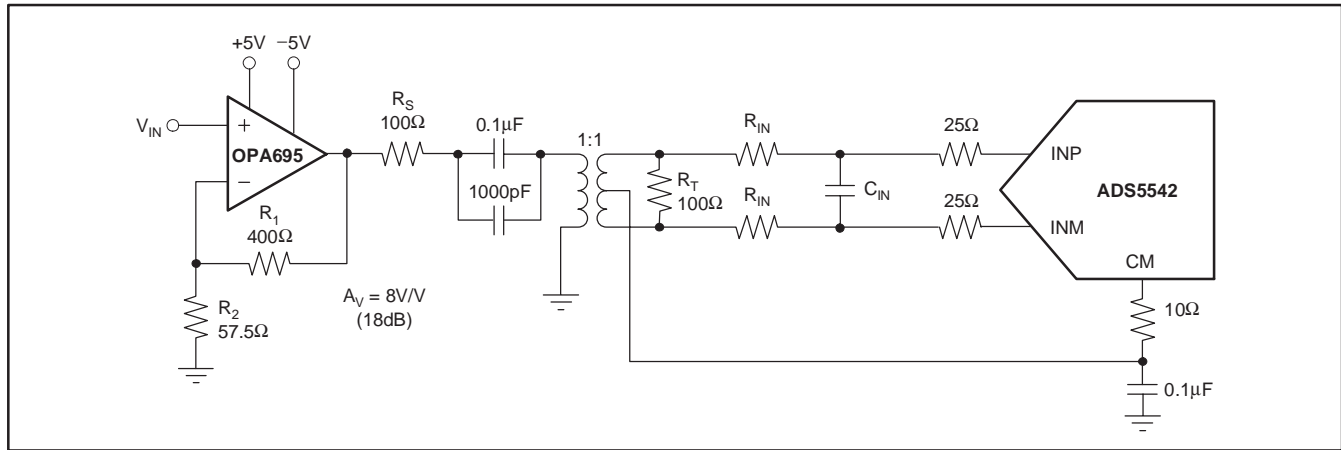 +5V
−5V
V_IN
+
OPA695
−
R_S
100Ω
0.1μF
1000pF
1:1
R_T
100Ω
R_IN
R_IN
C_IN
25Ω
25Ω
INP
ADS5542
INM
CM
R_1
400Ω
R_2
57.5Ω
A_V = 8V/V
(18dB)
10Ω
0.1μF